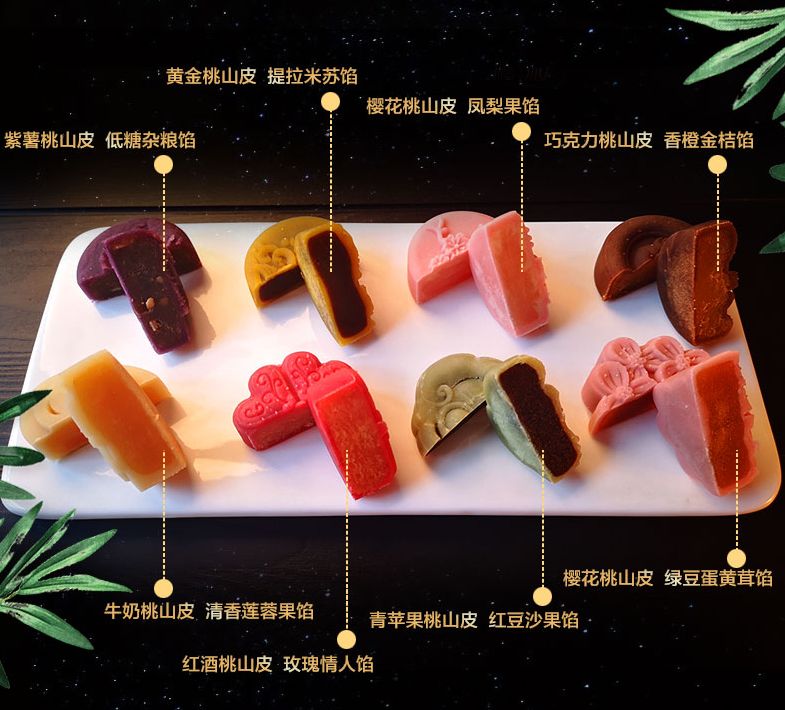 黄金桃山皮 提拉米苏馅
樱花桃山皮 凤梨果馅
紫薯桃山皮 低糖杂粮馅
巧克力桃山皮 香橙金桔馅
樱花桃山皮 绿豆蛋黄茸馅
牛奶桃山皮 清香莲蓉果馅
青苹果桃山皮 红豆沙果馅
红酒桃山皮 玫瑰情人馅